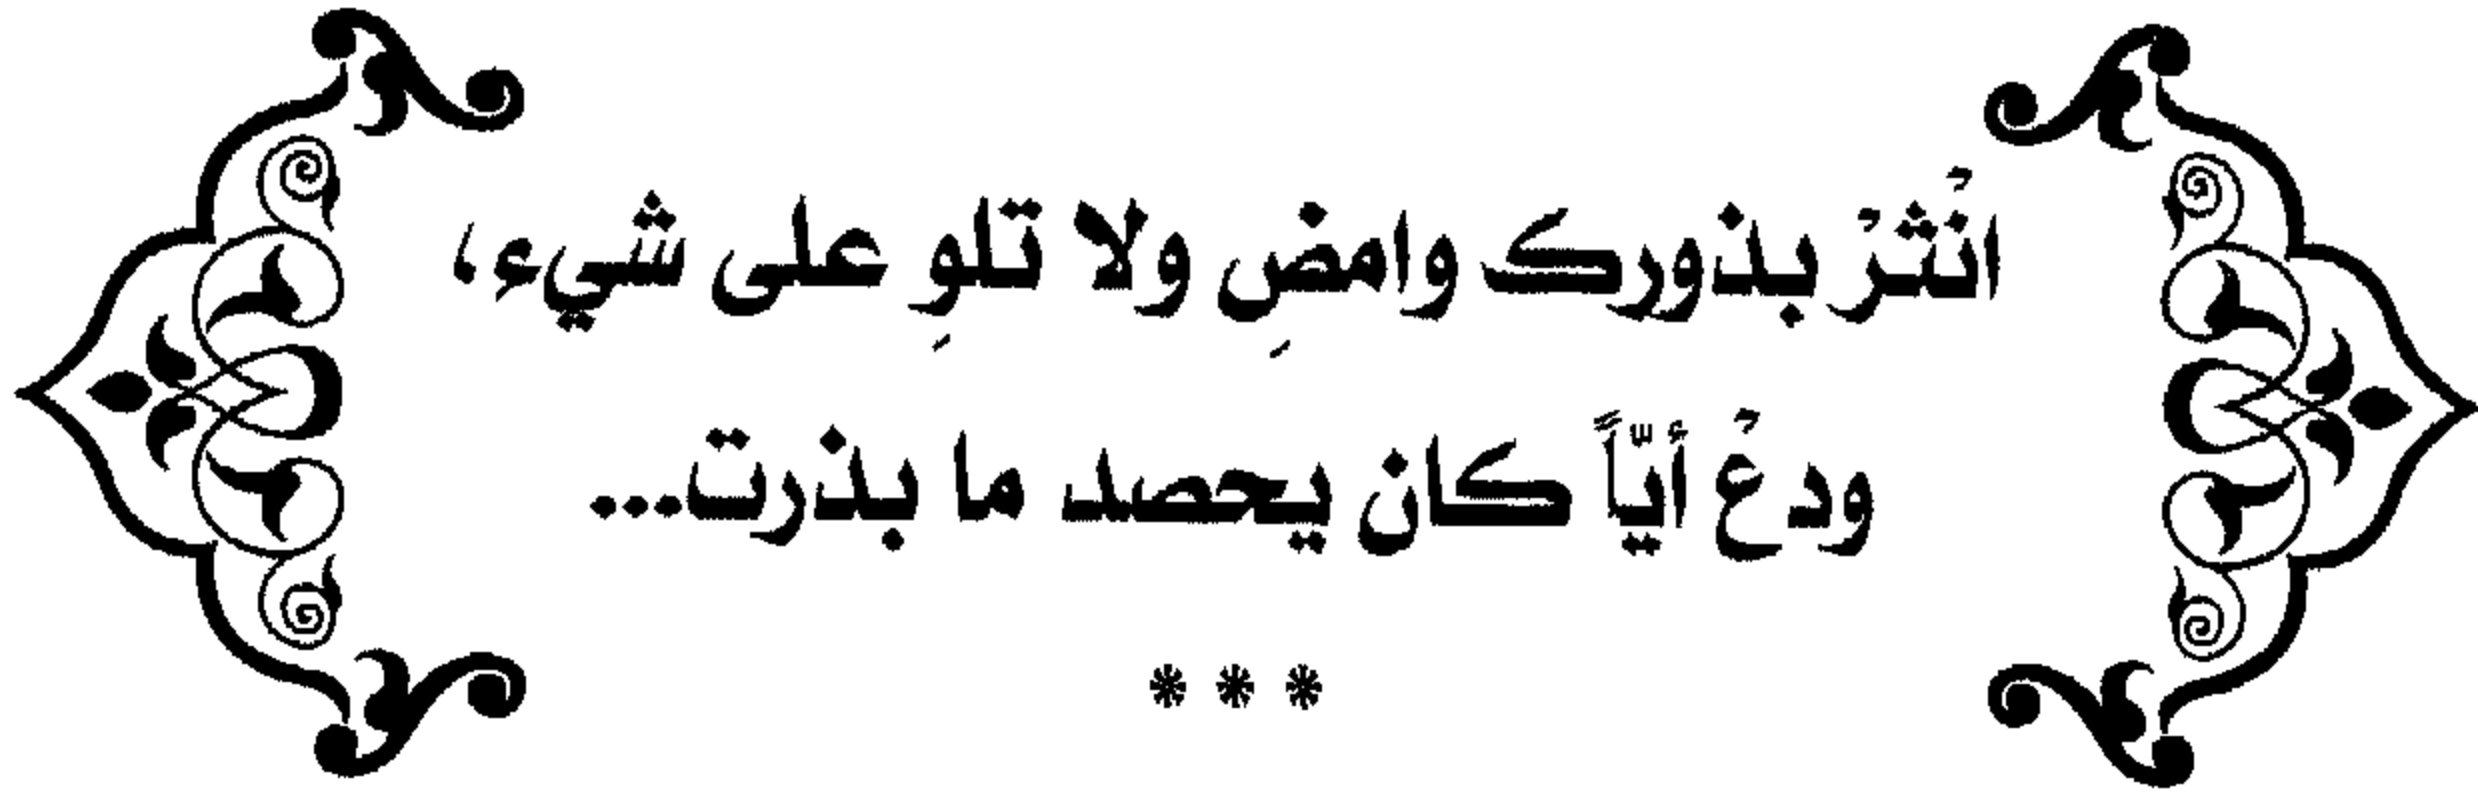 انْثرْ بذورك وامضِ ولا تلوِ على شيء،
ودعْ أيّاً كان يحصد ما بذرت...
***